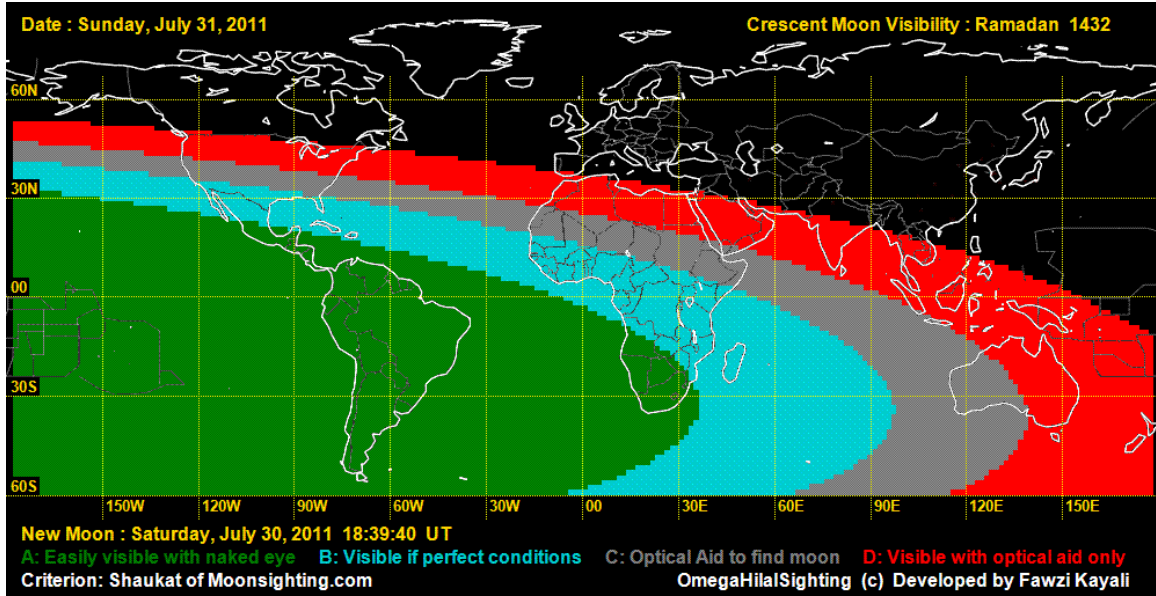 Date : Sunday, July 31, 2011
Crescent Moon Visibility : Ramadan 1432
60N
30N
00
30S
60S
150W 120W 90W 60W 30W 00 30E 60E 90E 120E 150E
New Moon : Saturday, July 30, 2011 18:39:40 UT
A: Easily visible with naked eye B: Visible if perfect conditions C: Optical Aid to find moon D: Visible with optical aid only
Criterion: Shaukat of Moonsighting.com OmegaHilalSighting (c) Developed by Fawzi Kayali